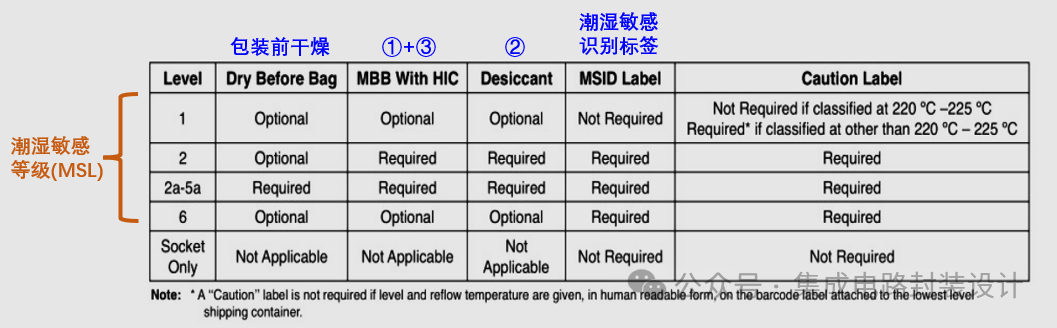 潮湿敏感
识别标签
包装前干燥
①+③
②
Level
Dry Before Bag
MBB With HIC
Desiccant
MSID Label
Caution Label
潮湿敏感
等级(MSL)
1
Optional
Optional
Optional
Not Required
Not Required if classified at 220 ºC –225 ºC
Required* if classified at other than 220 ºC – 225 ºC
2
Optional
Required
Required
Required
Required
2a-5a
Required
Required
Required
Required
Required
6
Optional
Optional
Optional
Required
Required
Socket
Only
Not Applicable
Not Applicable
Not
Applicable
Not Required
Not Required
公众号 · 集成电路封装设计
Note: * A “Caution” label is not required if level and reflow temperature are given, in human readable form, on the barcode label attached to the lowest level
shipping container.